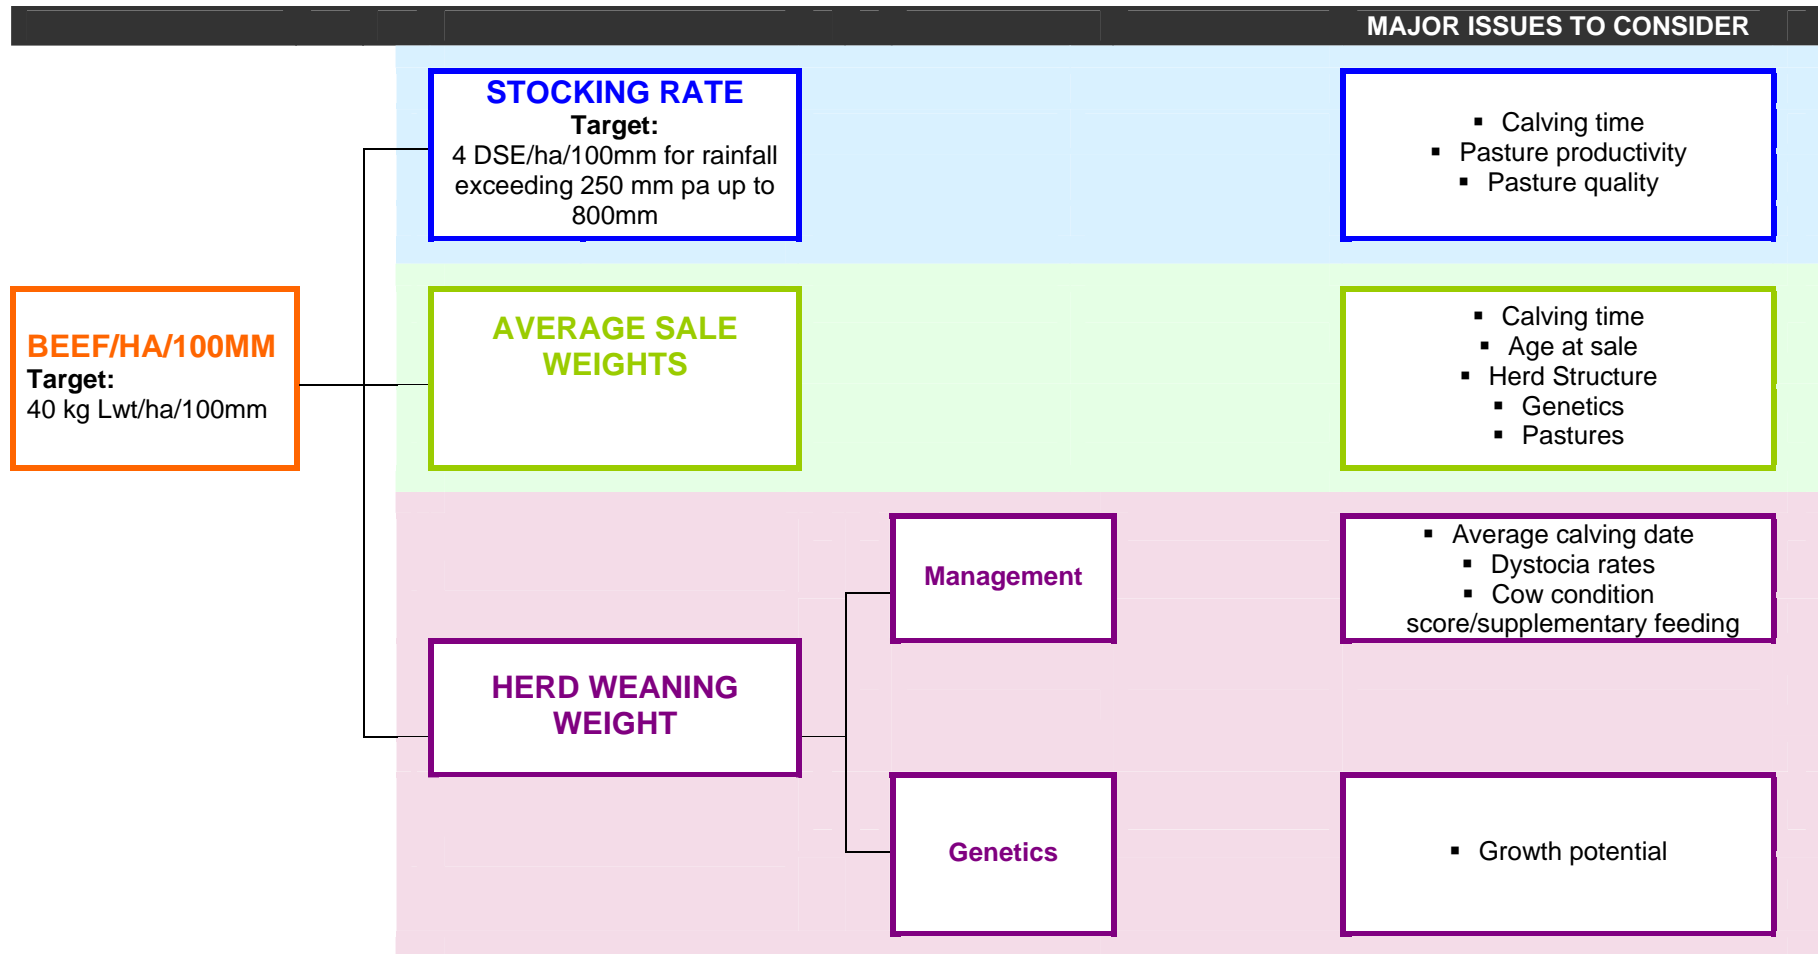 MAJOR ISSUES TO CONSIDER
STOCKING RATE
Target:
4 DSE/ha/100mm for rainfall
exceeding 250 mm pa up to
800mm
▪ Calving time
▪ Pasture productivity
▪ Pasture quality
BEEF/HA/100MM
Target:
40 kg Lwt/ha/100mm
AVERAGE SALE
WEIGHTS
▪ Calving time
▪ Age at sale
▪ Herd Structure
▪ Genetics
▪ Pastures
HERD WEANING
WEIGHT
Management
▪ Average calving date
▪ Dystocia rates
▪ Cow condition
score/supplementary feeding
Genetics
▪ Growth potential